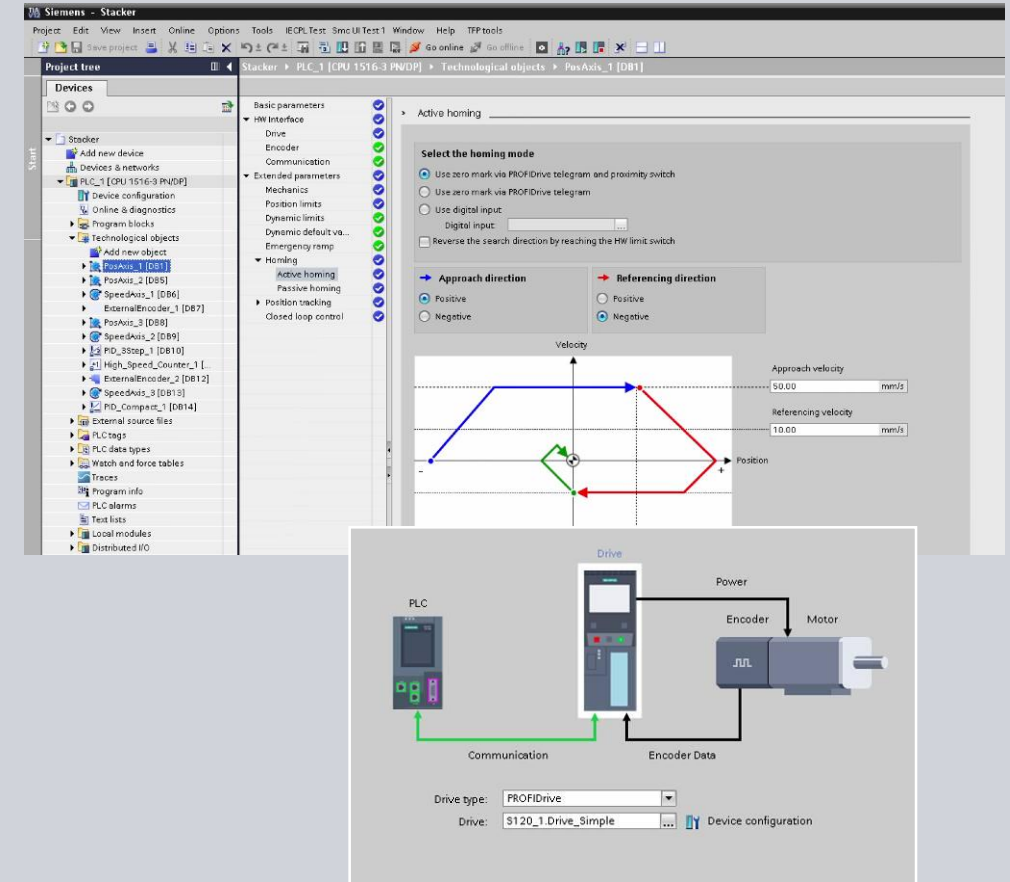 Siemens - Stacker
Project Edit View Insert Online Options Tools IECPL Test Smc UI Test 1 Window Help TFP tools
Save project Go online Go offline
Project tree
Stacker PLC_1 [CPU 1516-3 PN/DP] Technological objects PosAxis_1 [DB1]
Devices
Start
Stacker
Add new device
Devices & networks
PLC_1 [CPU 1516-3 PN/DP]
Device configuration
Online & diagnostics
Program blocks
Technological objects
Add new object
PosAxis_1 [DB1]
PosAxis_2 [DB5]
SpeedAxis_1 [DB6]
ExternalEncoder_1 [DB7]
PosAxis_3 [DB8]
SpeedAxis_2 [DB9]
PID_3Step_1 [DB10]
High_Speed_Counter_1 [...
ExternalEncoder_2 [DB12]
SpeedAxis_3 [DB13]
PID_Compact_1 [DB14]
External source files
PLC tags
PLC data types
Watch and force tables
Traces
Program info
PLC alarms
Text lists
Local modules
Distributed I/O
Basic parameters
HW Interface
Drive
Encoder
Communication
Extended parameters
Mechanics
Position limits
Dynamic limits
Dynamic default va...
Emergency ramp
Homing
Active homing
Passive homing
Position tracking
Closed loop control
Active homing
Select the homing mode
Use zero mark via PROFIDrive telegram and proximity switch
Use zero mark via PROFIDrive telegram
Use digital input
Digital input: ...
Reverse the search direction by reaching the HW limit switch
Approach direction
Positive
Negative
Referencing direction
Positive
Negative
Velocity
Position
-
+
Approach velocity
50.00 mm/s
Referencing velocity
10.00 mm/s
Drive
PLC
Power
Encoder Motor
Communication
Encoder Data
Drive type: PROFIDrive
Drive: S120_1.Drive_Simple ... Device configuration